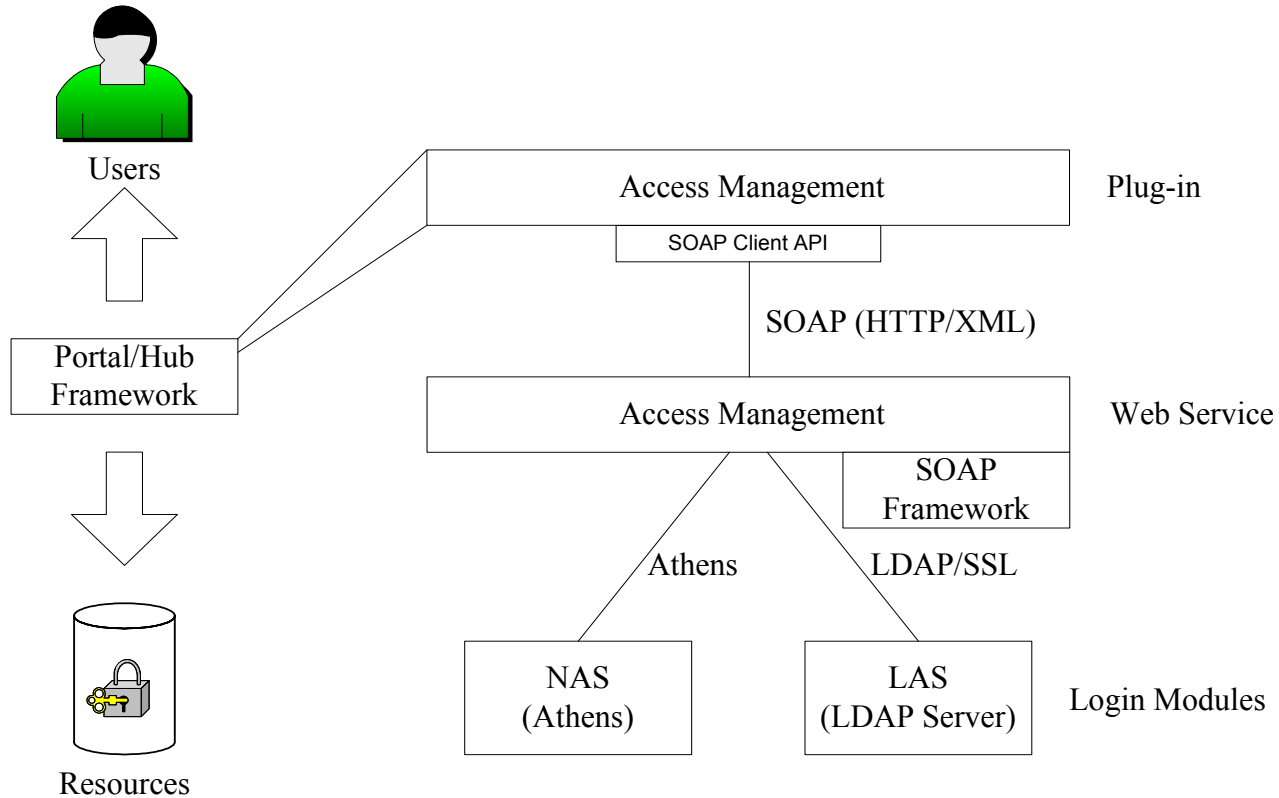 Users
Access Management
Plug-in
SOAP Client API
SOAP (HTTP/XML)
Portal/Hub
Framework
Access Management
Web Service
SOAP
Framework
Athens
LDAP/SSL
NAS
(Athens)
LAS
(LDAP Server)
Login Modules
Resources